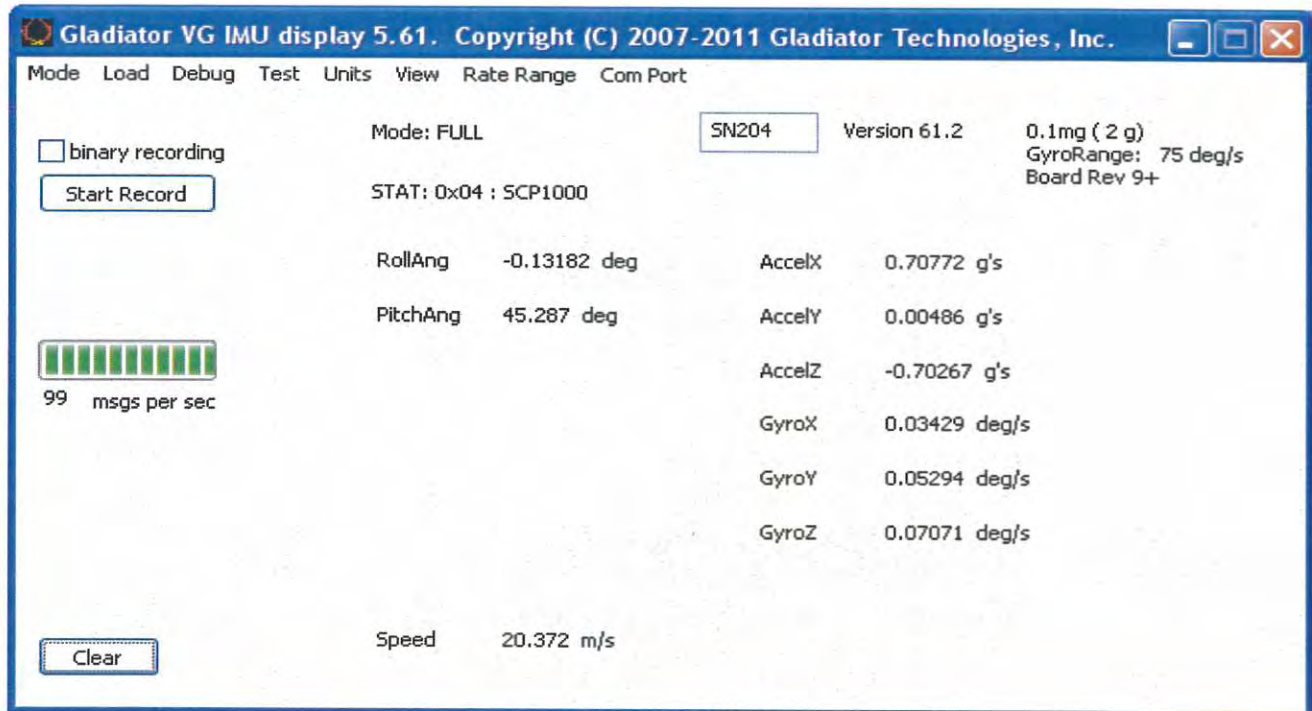 Gladiator VG IMU display 5.61. Copyright (C) 2007-2011 Gladiator Technologies, Inc.
Mode Load Debug Test Units View Rate Range Com Port
binary recording
Start Record
Mode: FULL
SN204
Version 61.2
0.1mg ( 2 g)
GyroRange: 75 deg/s
Board Rev 9+
STAT: 0x04 : SCP1000
RollAng -0.13182 deg
PitchAng 45.287 deg
AccelX 0.70772 g's
AccelY 0.00486 g's
AccelZ -0.70267 g's
GyroX 0.03429 deg/s
GyroY 0.05294 deg/s
GyroZ 0.07071 deg/s
99 msgs per sec
Speed 20.372 m/s
Clear